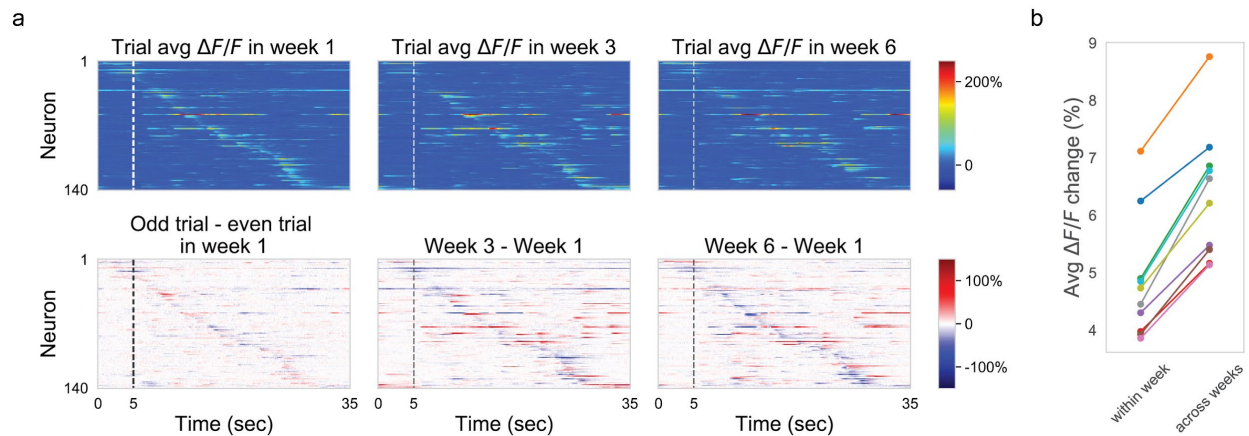 a
Trial avg ΔF/F in week 1
Trial avg ΔF/F in week 3
Trial avg ΔF/F in week 6
1
Neuron
140
200%
0
Odd trial - even trial
in week 1
Week 3 - Week 1
Week 6 - Week 1
1
Neuron
140
100%
0
-100%
0 5 35
0 5 35
0 5 35
Time (sec)
Time (sec)
Time (sec)
b
Avg ΔF/F change (%)
9
8
7
6
5
4
within week
across weeks